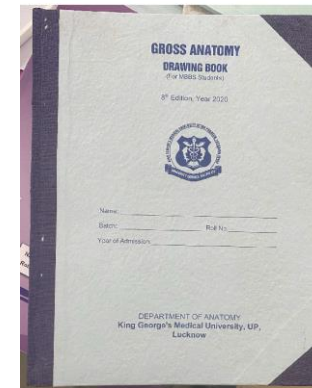 GROSS ANATOMY
DRAWING BOOK
(For MBBS Students)
8th Edition, Year 2020
Name:
Batch: Roll No.
Year of Admission:
DEPARTMENT OF ANATOMY
King George's Medical University, UP,
Lucknow